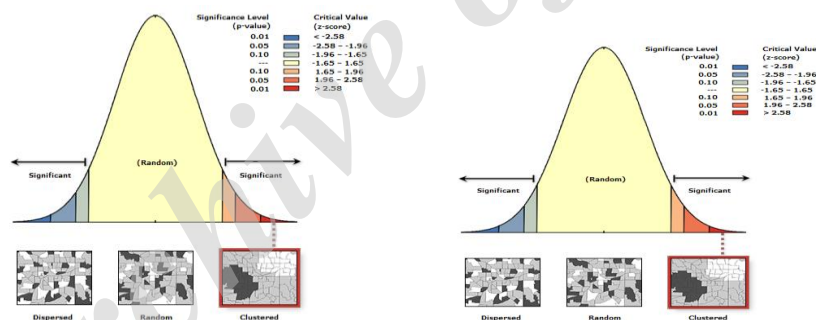 Significance Level Critical Value
(p-value) (z-score)
0.01 < -2.58
0.05 -2.58 – -1.96
0.10 -1.96 – -1.65
--- -1.65 – 1.65
0.10 1.65 – 1.96
0.05 1.96 – 2.58
0.01 > 2.58
(Random)
Significant Significant
Dispersed Random Clustered
Significance Level Critical Value
(p-value) (z-score)
0.01 < -2.58
0.05 -2.58 – -1.96
0.10 -1.96 – -1.65
--- -1.65 – 1.65
0.10 1.65 – 1.96
0.05 1.96 – 2.58
0.01 > 2.58
(Random)
Significant Significant
Dispersed Random Clustered
chive of